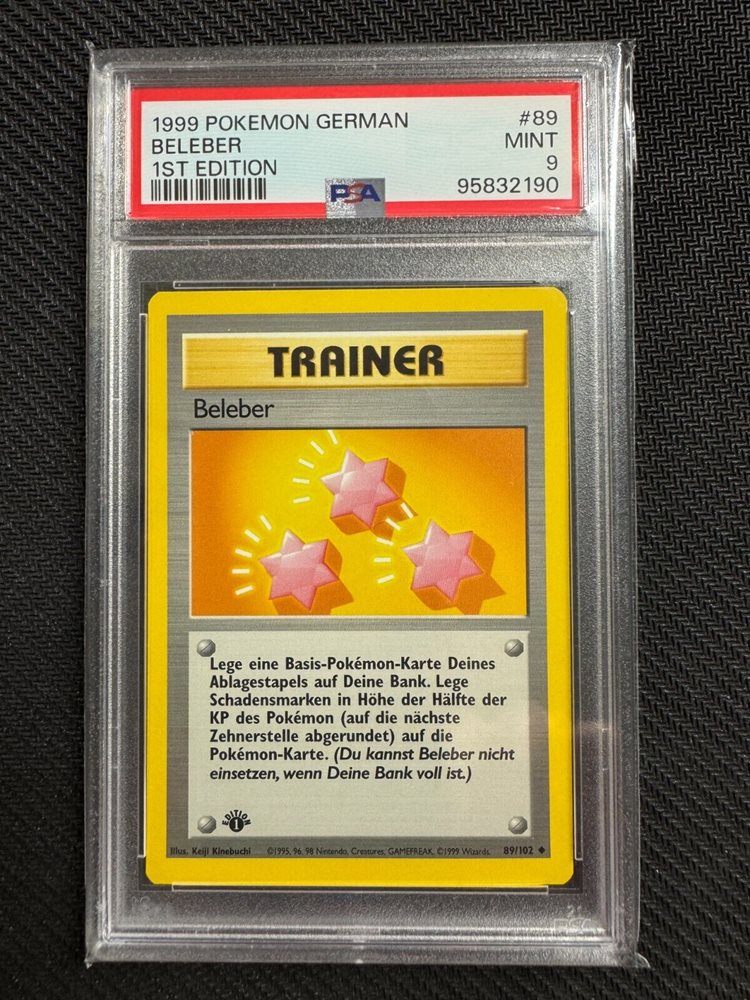 1999 POKEMON GERMAN #89
BELEBER MINT
1ST EDITION 9
PSA 95832190
TRAINER
Beleber
Lege eine Basis-Pokémon-Karte Deines
Ablagestapels auf Deine Bank. Lege
Schadensmarken in Höhe der Hälfte der
KP des Pokémon (auf die nächste
Zehnerstelle abgerundet) auf die
Pokémon-Karte. (Du kannst Beleber nicht
einsetzen, wenn Deine Bank voll ist.)
EDITION 1
Illus. Keiji Kinebuchi ©1995, 96, 98 Nintendo, Creatures, GAMEFREAK. ©1999 Wizards. 89/102